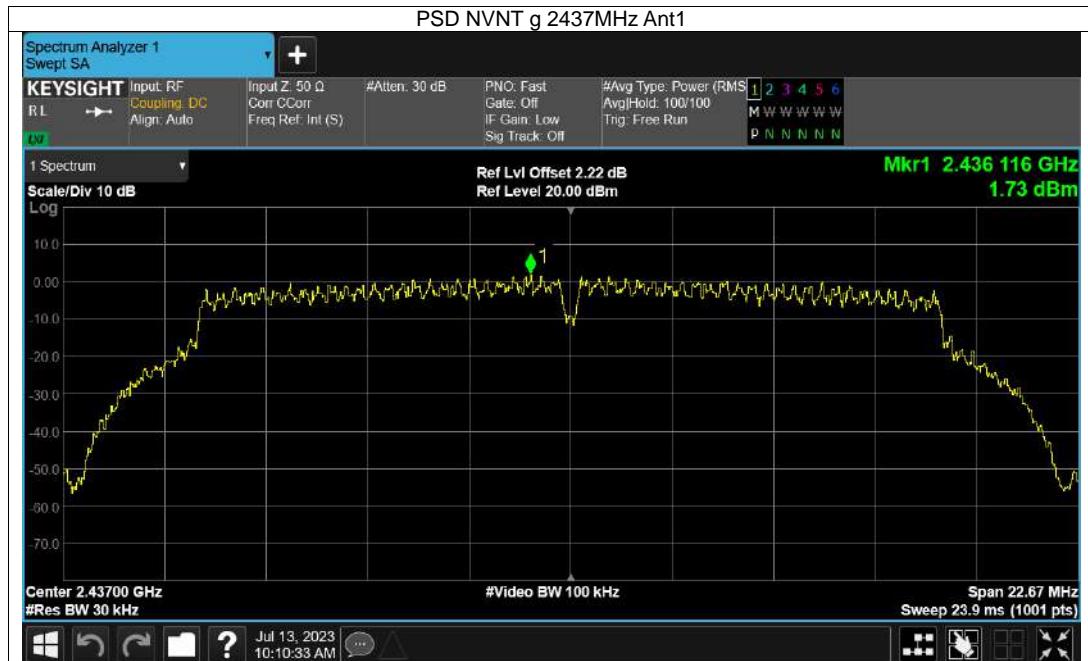 PSD NVNT g 2437MHz Ant1
Spectrum Analyzer 1
Swept SA
+
KEYSIGHT
R L
LXI
Input: RF
Coupling: DC
Align: Auto
Input Z: 50 Ω
Corr CCorr
Freq Ref: Int (S)
#Atten: 30 dB
PNO: Fast
Gate: Off
IF Gain: Low
Sig Track: Off
#Avg Type: Power (RMS
Avg|Hold: 100/100
Trig: Free Run
1 2 3 4 5 6
M W W W W W
P N N N N N
1 Spectrum
Scale/Div 10 dB
Ref Lvl Offset 2.22 dB
Ref Level 20.00 dBm
Mkr1 2.436 116 GHz
1.73 dBm
Log
10.0
0.00
-10.0
-20.0
-30.0
-40.0
-50.0
-60.0
-70.0
1
Center 2.43700 GHz
#Res BW 30 kHz
#Video BW 100 kHz
Span 22.67 MHz
Sweep 23.9 ms (1001 pts)
?
Jul 13, 2023
10:10:33 AM